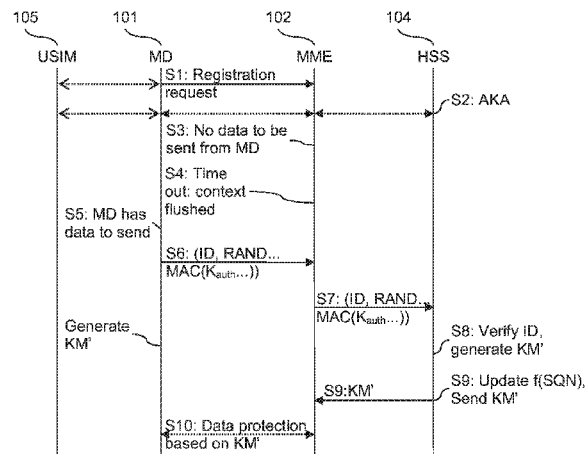 105
101
102
104
USIM
MD
MME
HSS
S1: Registration
request
S2: AKA
S3: No data to be
sent from MD
S4: Time
out: context
flushed
S5: MD has
data to send
S6: (ID, RAND...
MAC(Kauth...))
S7: (ID, RAND...
MAC(Kauth...))
Generate
KM'
S8: Verify ID,
generate KM'
S9: Update f(SQN),
Send KM'
S9:KM'
S10: Data protection
based on KM'